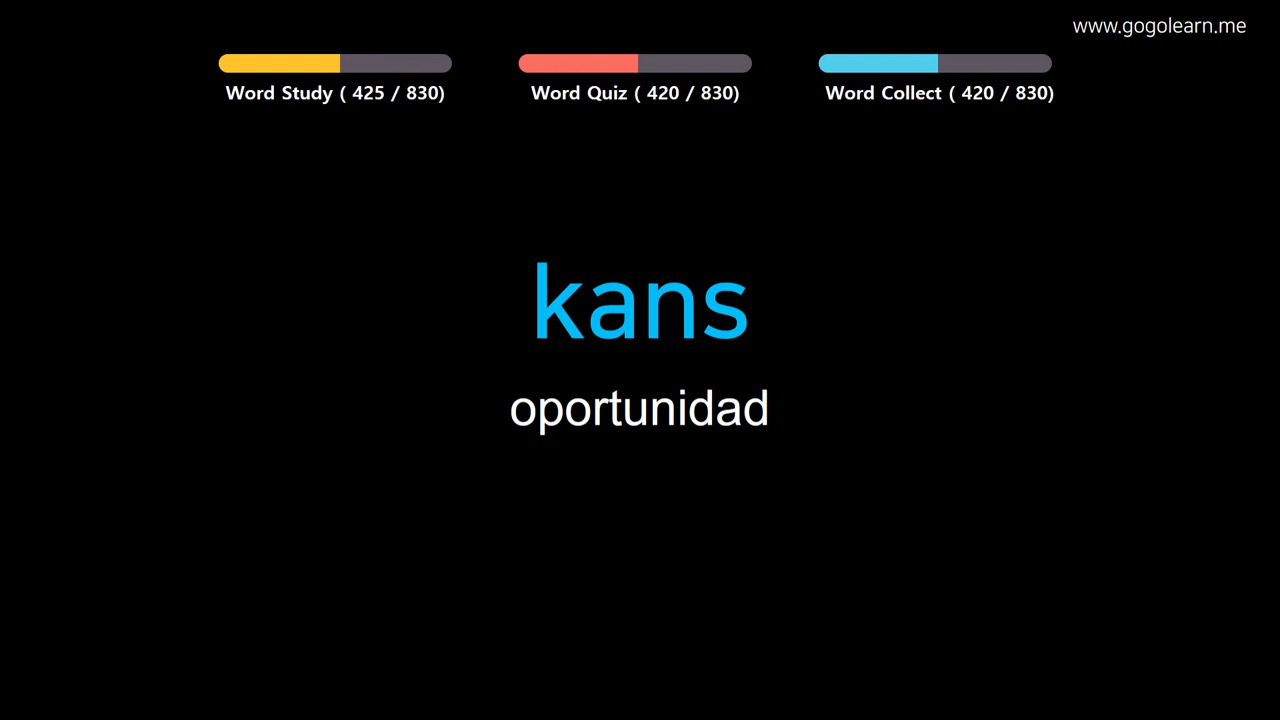 www.gogolearn.me
Word Study ( 425 / 830)
Word Quiz ( 420 / 830)
Word Collect ( 420 / 830)
kans
oportunidad